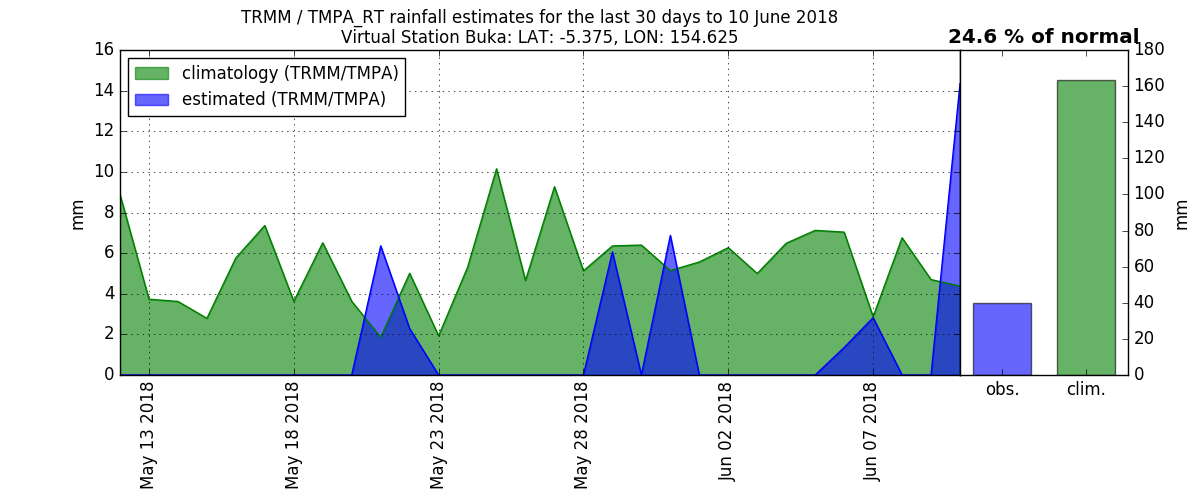 TRMM / TMPA_RT rainfall estimates for the last 30 days to 10 June 2018
Virtual Station Buka: LAT: -5.375, LON: 154.625
24.6 % of normal
climatology (TRMM/TMPA)
estimated (TRMM/TMPA)
mm
16
14
12
10
8
6
4
2
0
May 13 2018
May 18 2018
May 23 2018
May 28 2018
Jun 02 2018
Jun 07 2018
obs.
clim.
180
160
140
120
100
80
60
40
20
0
mm